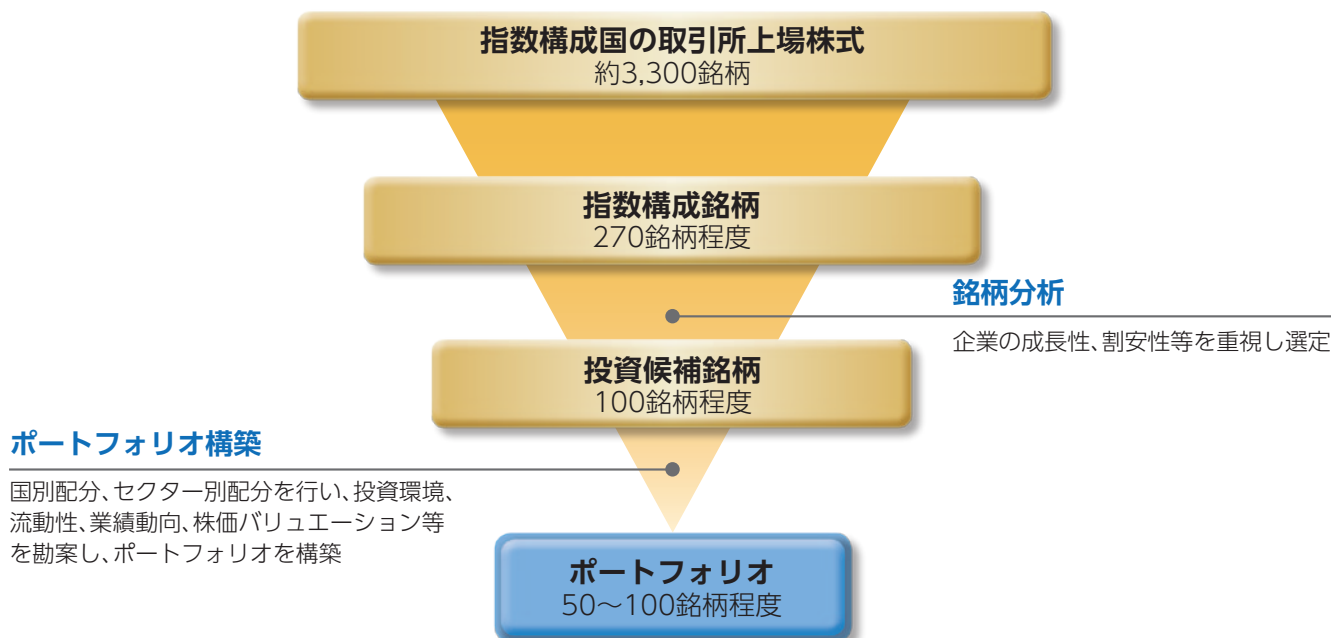 指数構成国の取引所上場株式
約3,300銘柄
指数構成銘柄
270銘柄程度
銘柄分析
企業の成長性、割安性等を重視し選定
投資候補銘柄
100銘柄程度
ポートフォリオ構築
国別配分、セクター別配分を行い、投資環境、
流動性、業績動向、株価バリュエーション等
を勘案し、ポートフォリオを構築
ポートフォリオ
50～100銘柄程度